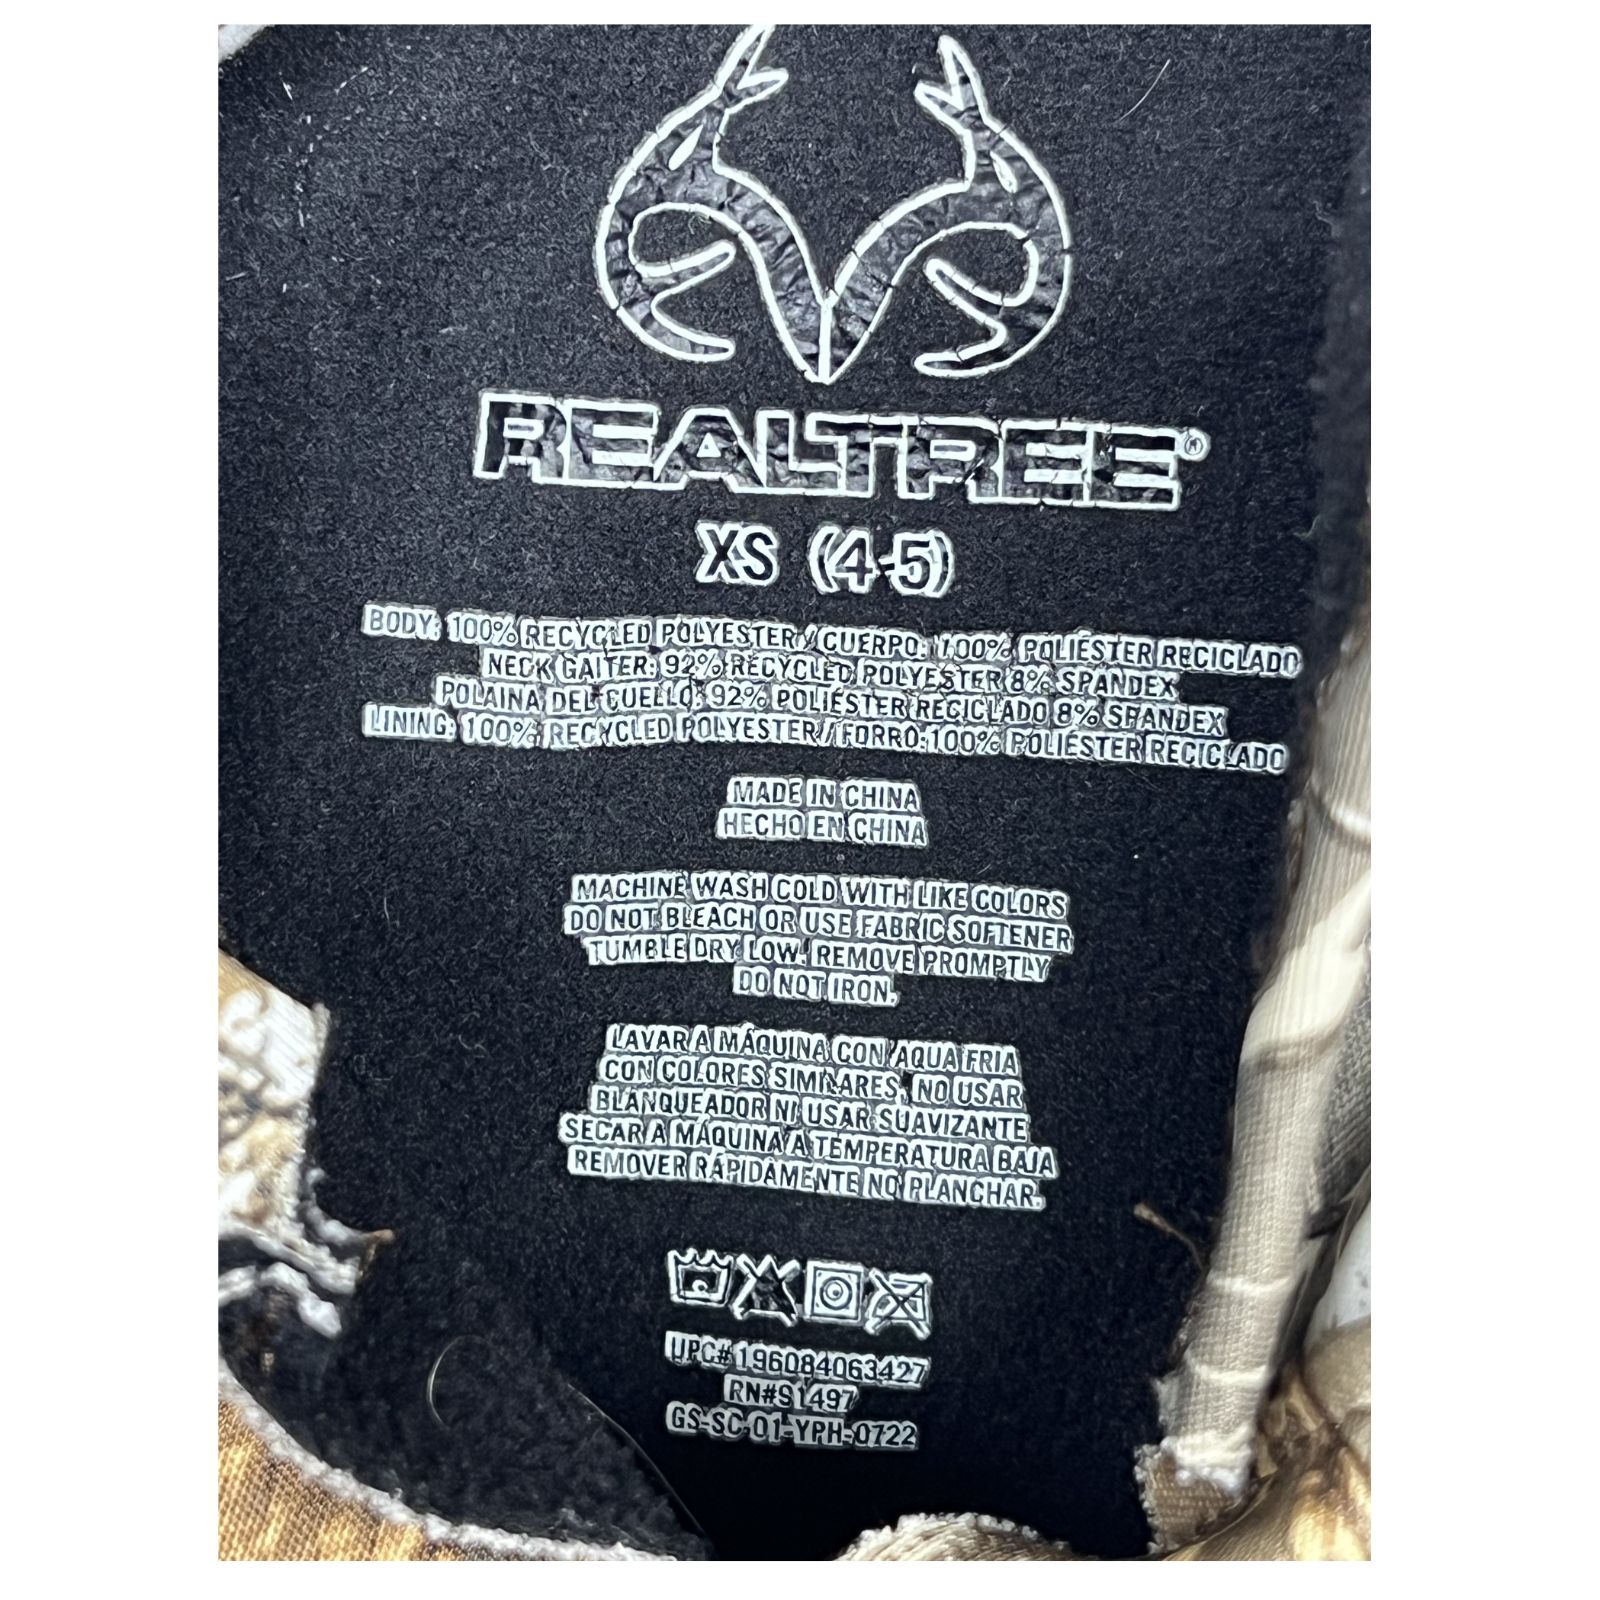 REALTREE®
XS (4-5)
BODY: 100% RECYCLED POLYESTER / CUERPO: 100% POLIÉSTER RECICLADO
NECK GAITER: 92% RECYCLED POLYESTER 8% SPANDEX
POLAINA DEL CUELLO: 92% POLIÉSTER RECICLADO 8% SPANDEX
LINING: 100% RECYCLED POLYESTER / FORRO: 100% POLIÉSTER RECICLADO
MADE IN CHINA
HECHO EN CHINA
MACHINE WASH COLD WITH LIKE COLORS
DO NOT BLEACH OR USE FABRIC SOFTENER
TUMBLE DRY LOW. REMOVE PROMPTLY
DO NOT IRON.
LAVAR A MÁQUINA CON AQUA FRIA
CON COLORES SIMILARES, NO USAR
BLANQUEADOR NI USAR SUAVIZANTE
SECAR A MÁQUINA A TEMPERATURA BAJA
REMOVER RÁPIDAMENTE NO PLANCHAR.
UPC# 196084063427
RN#91497
GS-SC-01-YPH-0722